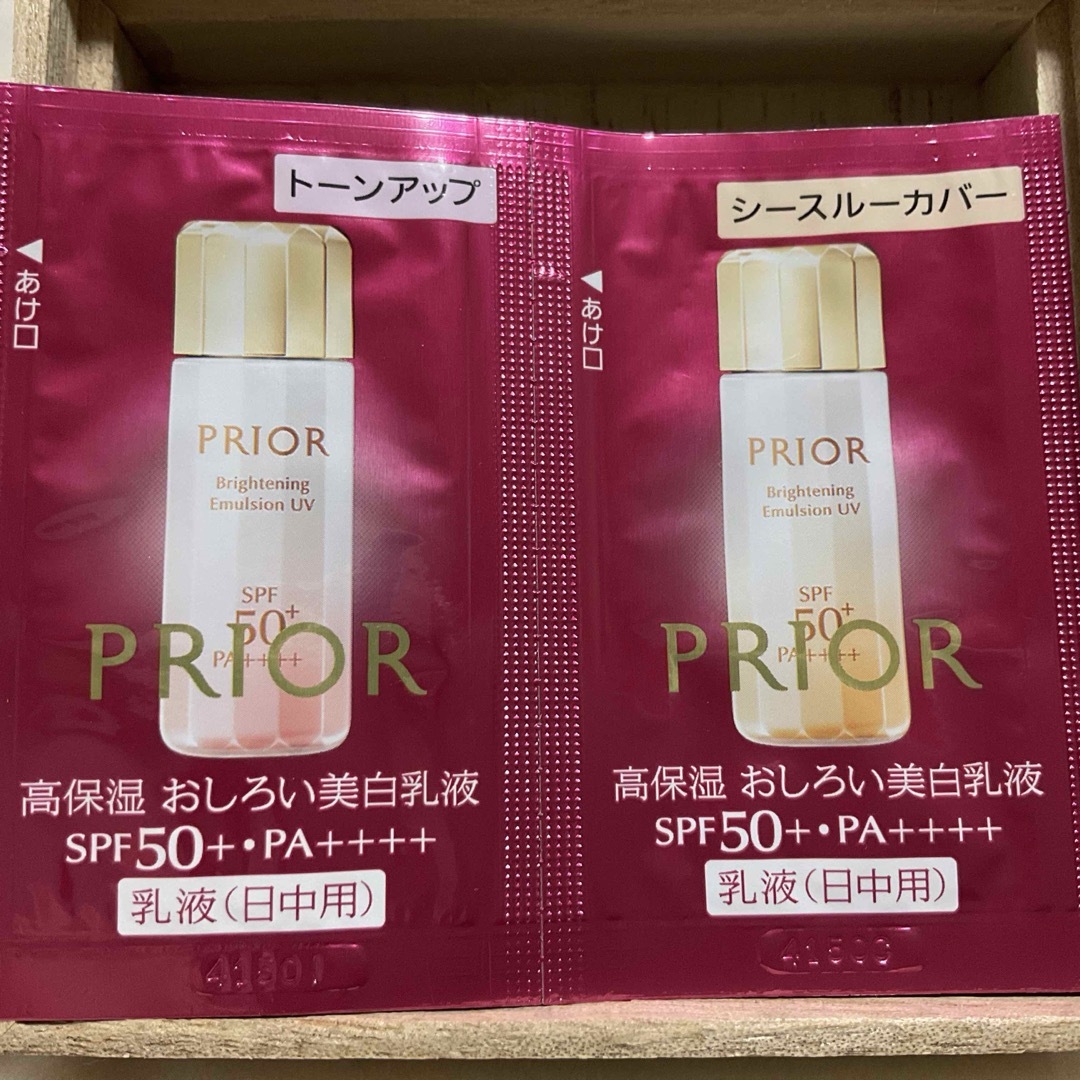 トーンアップ
あけ口
PRIOR
Brightening
Emulsion UV
SPF
50+
PA++++
PRIOR
高保湿 おしろい美白乳液
SPF50+・PA++++
乳液(日中用)
シースルーカバー
あけ口
PRIOR
Brightening
Emulsion UV
SPF
50+
PA++++
PRIOR
高保湿 おしろい美白乳液
SPF50+・PA++++
乳液(日中用)